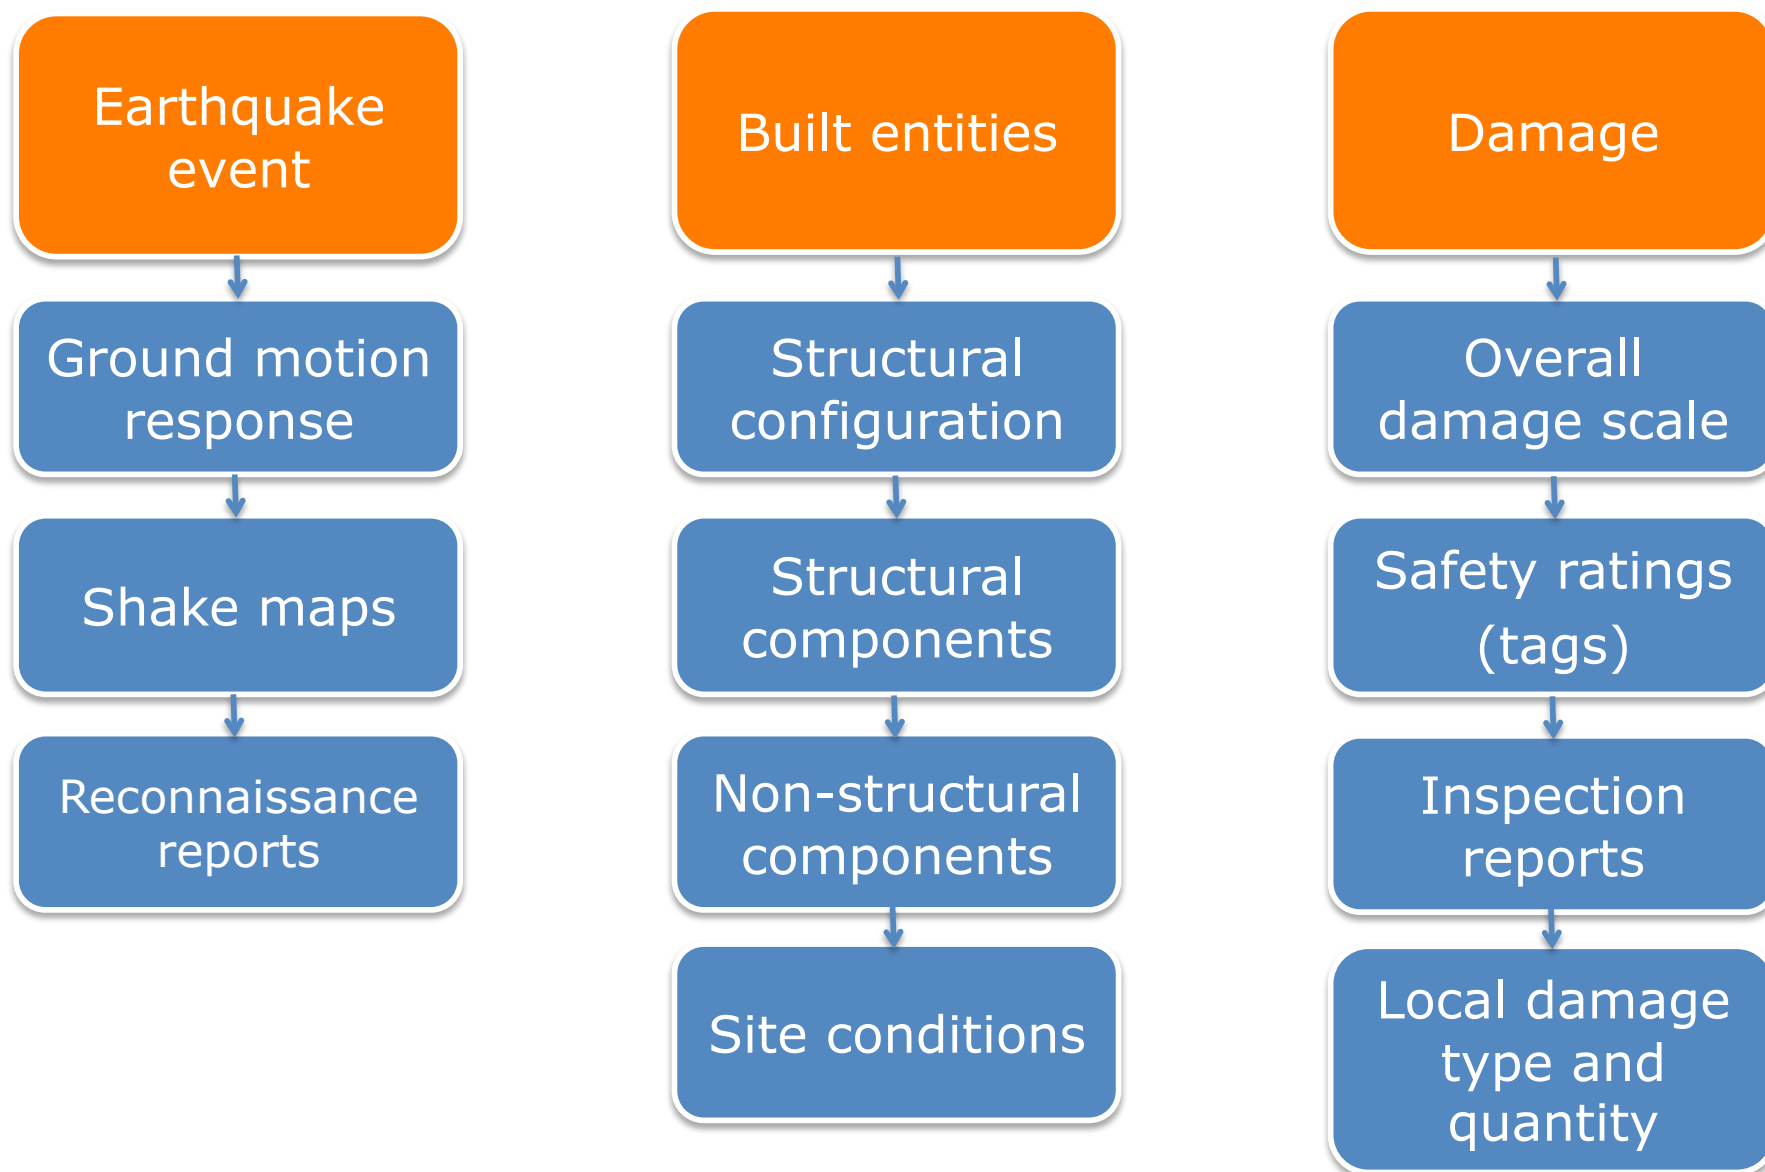 Earthquake
event
Ground motion
response
Shake maps
Reconnaissance
reports
Built entities
Structural
configuration
Structural
components
Non-structural
components
Site conditions
Damage
Overall
damage scale
Safety ratings
(tags)
Inspection
reports
Local damage
type and
quantity